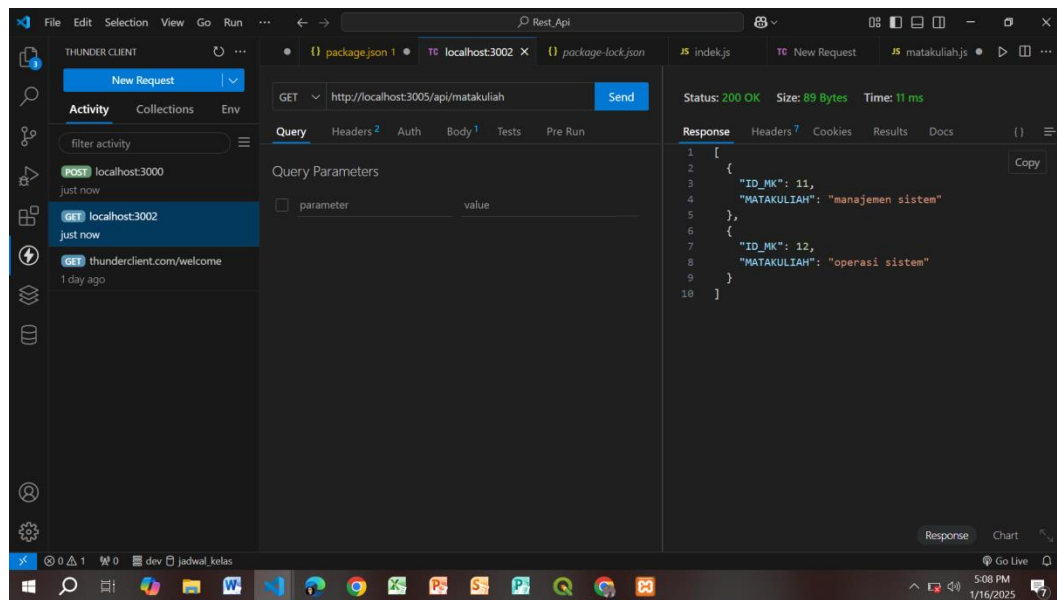 File Edit Selection View Go Run ··· Rest_Api
THUNDER CLIENT
New Request
Activity Collections Env
filter activity
POST localhost:3000
just now
GET localhost:3002
just now
GET thunderclient.com/welcome
1 day ago
{} package.json 1 TC localhost:3002 {} package-lock.json JS indek.js TC New Request JS matakuliah.js
GET http://localhost:3005/api/matakuliah Send
Query Headers 2 Auth Body 1 Tests Pre Run
Query Parameters
parameter value
Status: 200 OK Size: 89 Bytes Time: 11 ms
Response Headers 7 Cookies Results Docs {}
Copy
1 [
2 {
3 "ID_MK": 11,
4 "MATAKULIAH": "manajemen sistem"
5 },
6 {
7 "ID_MK": 12,
8 "MATAKULIAH": "operasi sistem"
9 }
10 ]
Response Chart
0 1 0 dev jadwal_kelas Go Live
5:08 PM
1/16/2025